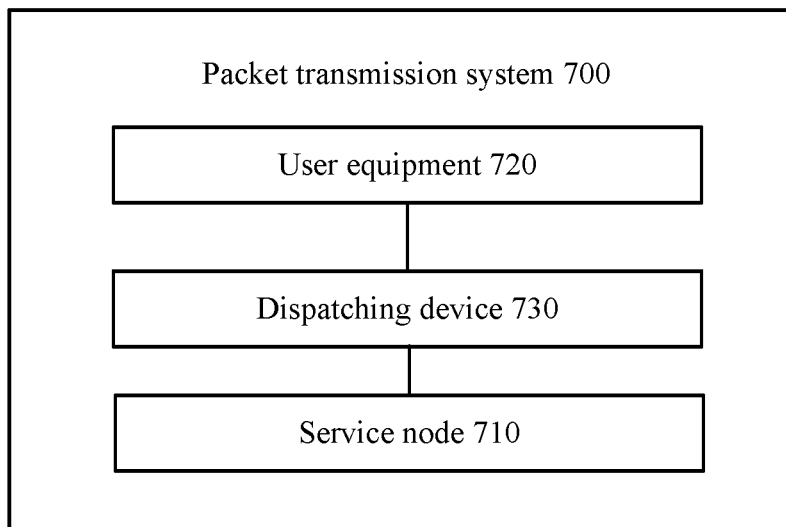 Packet transmission system 700
User equipment 720
Dispatching device 730
Service node 710